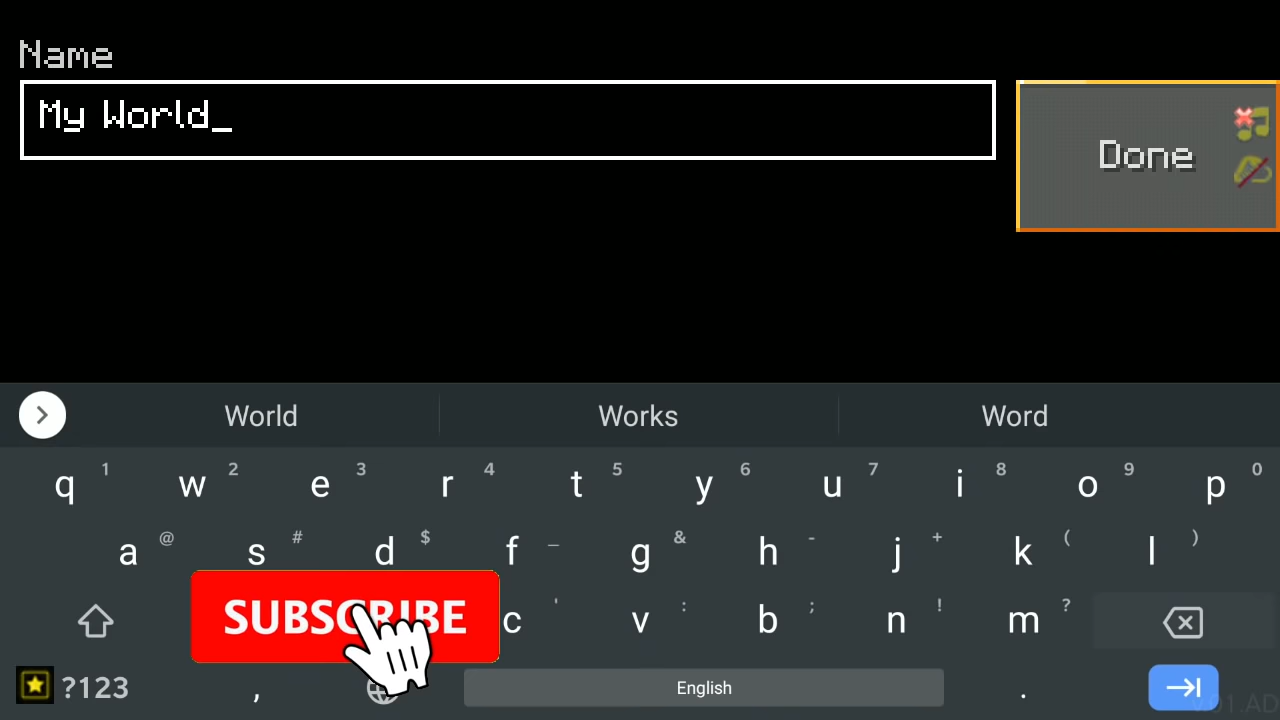 Name
My World_
Done
World Works Word
q 1 w 2 e 3 r 4 t 5 y 6 u 7 i 8 o 9 p 0
a @ s # d $ f _ g & h - j + k ( l )
SUBSCRIBE c ' v : b ; n ! m ?
?123 , English .